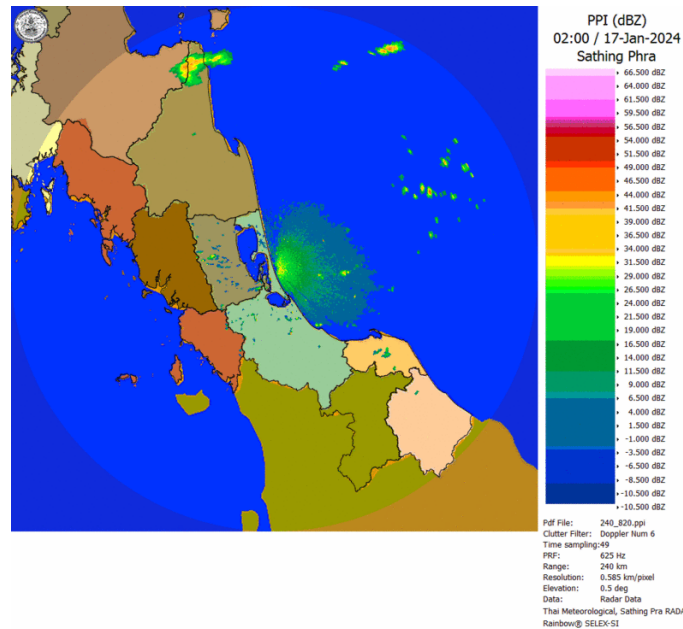 PPI (dBZ)
02:00 / 17-Jan-2024
Sathing Phra
66.500 dBZ
64.000 dBZ
61.500 dBZ
59.500 dBZ
56.500 dBZ
54.000 dBZ
51.500 dBZ
49.000 dBZ
46.500 dBZ
44.000 dBZ
41.500 dBZ
39.000 dBZ
36.500 dBZ
34.000 dBZ
31.500 dBZ
29.000 dBZ
26.500 dBZ
24.000 dBZ
21.500 dBZ
19.000 dBZ
16.500 dBZ
14.000 dBZ
11.500 dBZ
9.000 dBZ
6.500 dBZ
4.000 dBZ
1.500 dBZ
-1.000 dBZ
-3.500 dBZ
-6.500 dBZ
-8.500 dBZ
-10.500 dBZ
-10.500 dBZ
Pdf File: 240_820.ppi
Clutter Filter: Doppler Num 6
Time sampling:49
PRF: 625 Hz
Range: 240 km
Resolution: 0.585 km/pixel
Elevation: 0.5 deg
Data: Radar Data
Thai Meteorological, Sathing Pra RADA
Rainbow® SELEX-SI